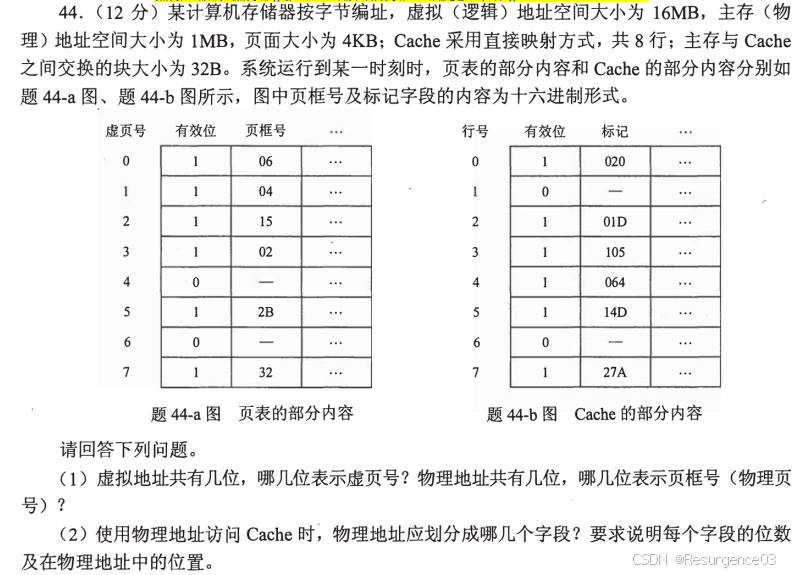 44.（12 分）某计算机存储器按字节编址，虚拟（逻辑）地址空间大小为 16MB，主存（物
理）地址空间大小为 1MB，页面大小为 4KB；Cache 采用直接映射方式，共 8 行；主存与 Cache
之间交换的块大小为 32B。系统运行到某一时刻时，页表的部分内容和 Cache 的部分内容分别如
题 44-a 图、题 44-b 图所示，图中页框号及标记字段的内容为十六进制形式。
虚页号 有效位 页框号 …
0 1 06 …
1 1 04 …
2 1 15 …
3 1 02 …
4 0 — …
5 1 2B …
6 0 — …
7 1 32 …
题 44-a 图 页表的部分内容
行号 有效位 标记 …
0 1 020 …
1 0 — …
2 1 01D …
3 1 105 …
4 1 064 …
5 1 14D …
6 0 — …
7 1 27A …
题 44-b 图 Cache 的部分内容
请回答下列问题。
（1）虚拟地址共有几位，哪几位表示虚页号？物理地址共有几位，哪几位表示页框号（物理页
号）？
（2）使用物理地址访问 Cache 时，物理地址应划分成哪几个字段？要求说明每个字段的位数
及在物理地址中的位置。
CSDN @Resurgence03